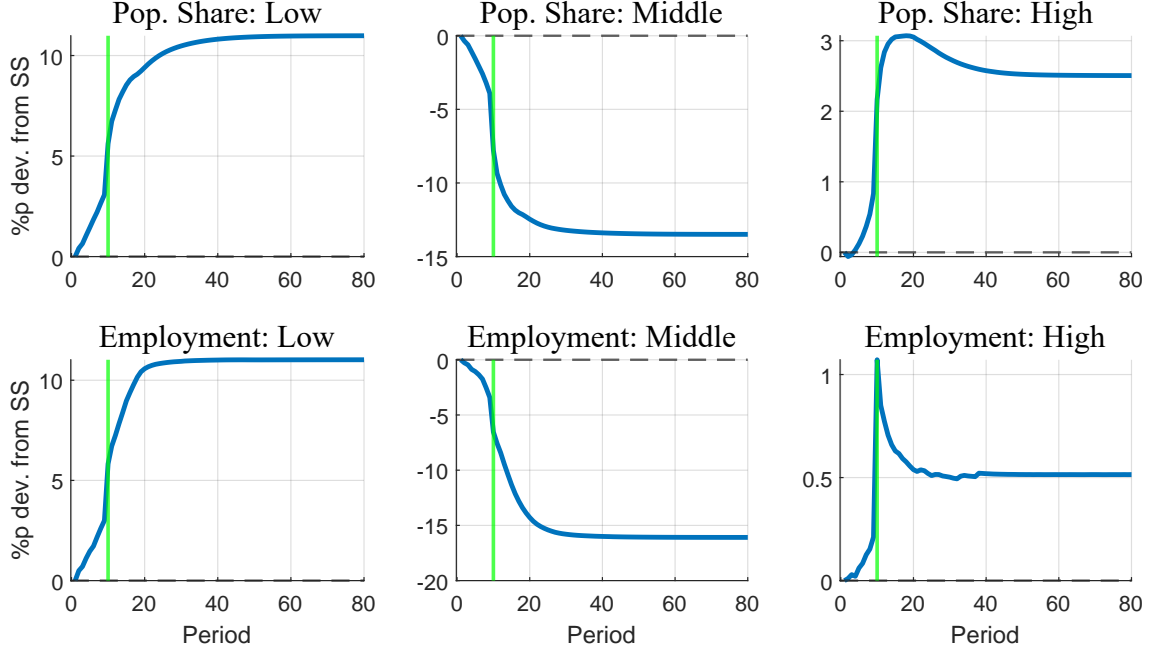 Pop. Share: Low
Pop. Share: Middle
Pop. Share: High
%p dev. from SS
10
5
0
0 20 40 60 80
0
-5
-10
-15
0 20 40 60 80
3
2
1
0
0 20 40 60 80
Employment: Low
Employment: Middle
Employment: High
%p dev. from SS
10
5
0
0 20 40 60 80
Period
0
-5
-10
-15
-20
0 20 40 60 80
Period
1
0.5
0
0 20 40 60 80
Period